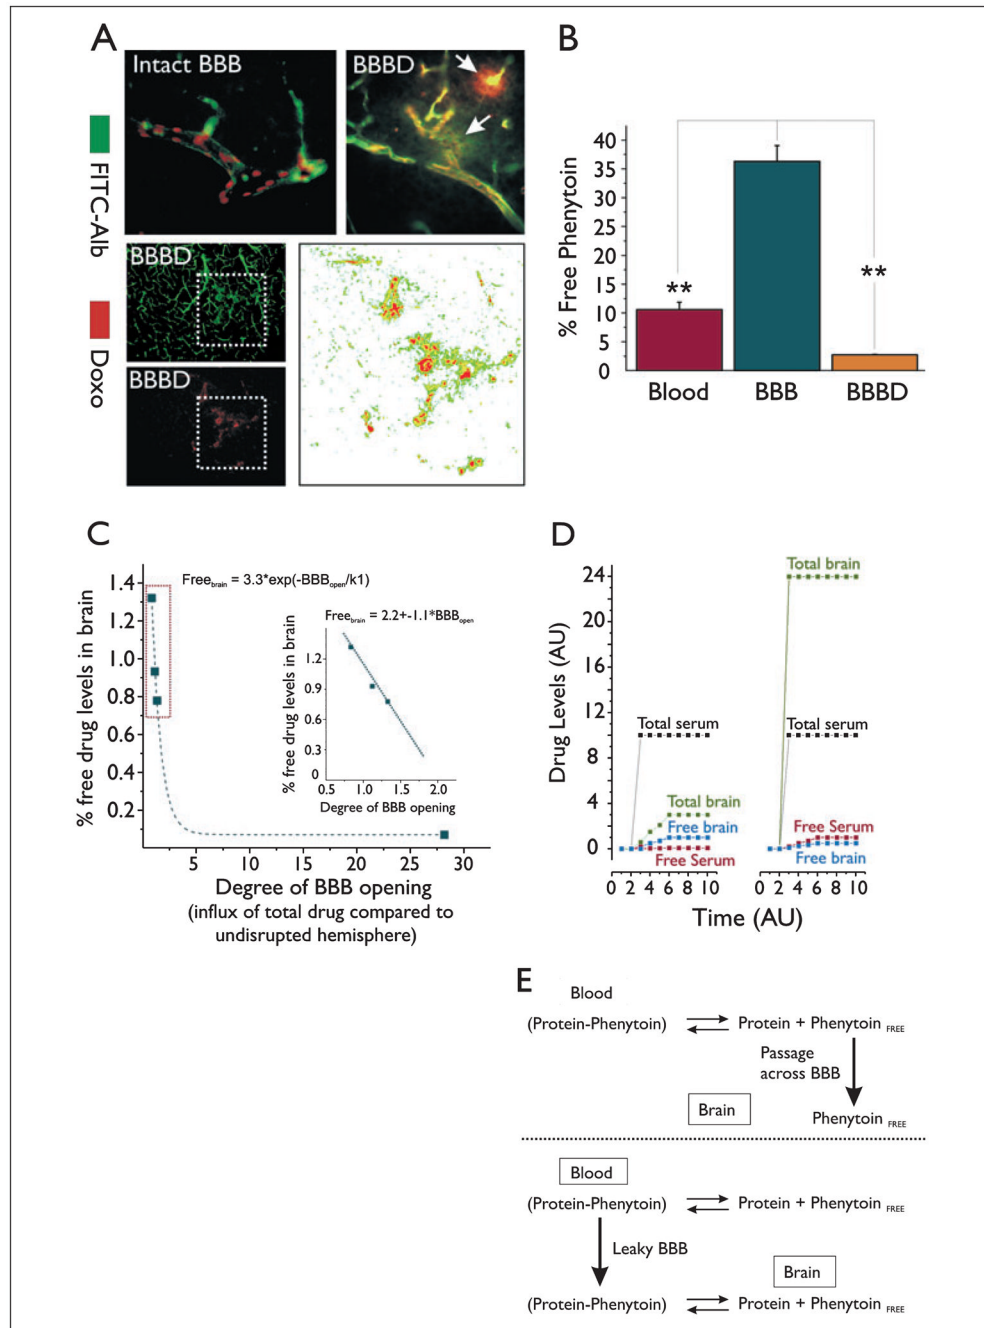 A
Intact BBB
BBBD
FITC-Alb
Doxo
BBBD
BBBD
B
% Free Phenytoin
40
35
30
25
20
15
10
5
0
**
**
Blood
BBB
BBBD
C
Free brain = 3.3*exp(-BBB open/k1)
% free drug levels in brain
1.4
1.2
1.0
0.8
0.6
0.4
0.2
5
10
15
20
25
30
Free brain = 2.2+-1.1*BBB open
% free drug levels in brain
1.2
0.9
0.6
0.3
0
0.5
1.0
1.5
2.0
Degree of BBB opening
Degree of BBB opening
(influx of total drug compared to
undisrupted hemisphere)
D
Drug Levels (AU)
24
20
16
12
8
4
0
Total serum
Total brain
Free brain
Free Serum
0 2 4 6 8 10
Total brain
Total serum
Free Serum
Free brain
0 2 4 6 8 10
Time (AU)
E
Blood
(Protein-Phenytoin)
Protein + Phenytoin FREE
Passage
across BBB
Brain
Phenytoin FREE
Blood
(Protein-Phenytoin)
Protein + Phenytoin FREE
Leaky BBB
Brain
(Protein-Phenytoin)
Protein + Phenytoin FREE